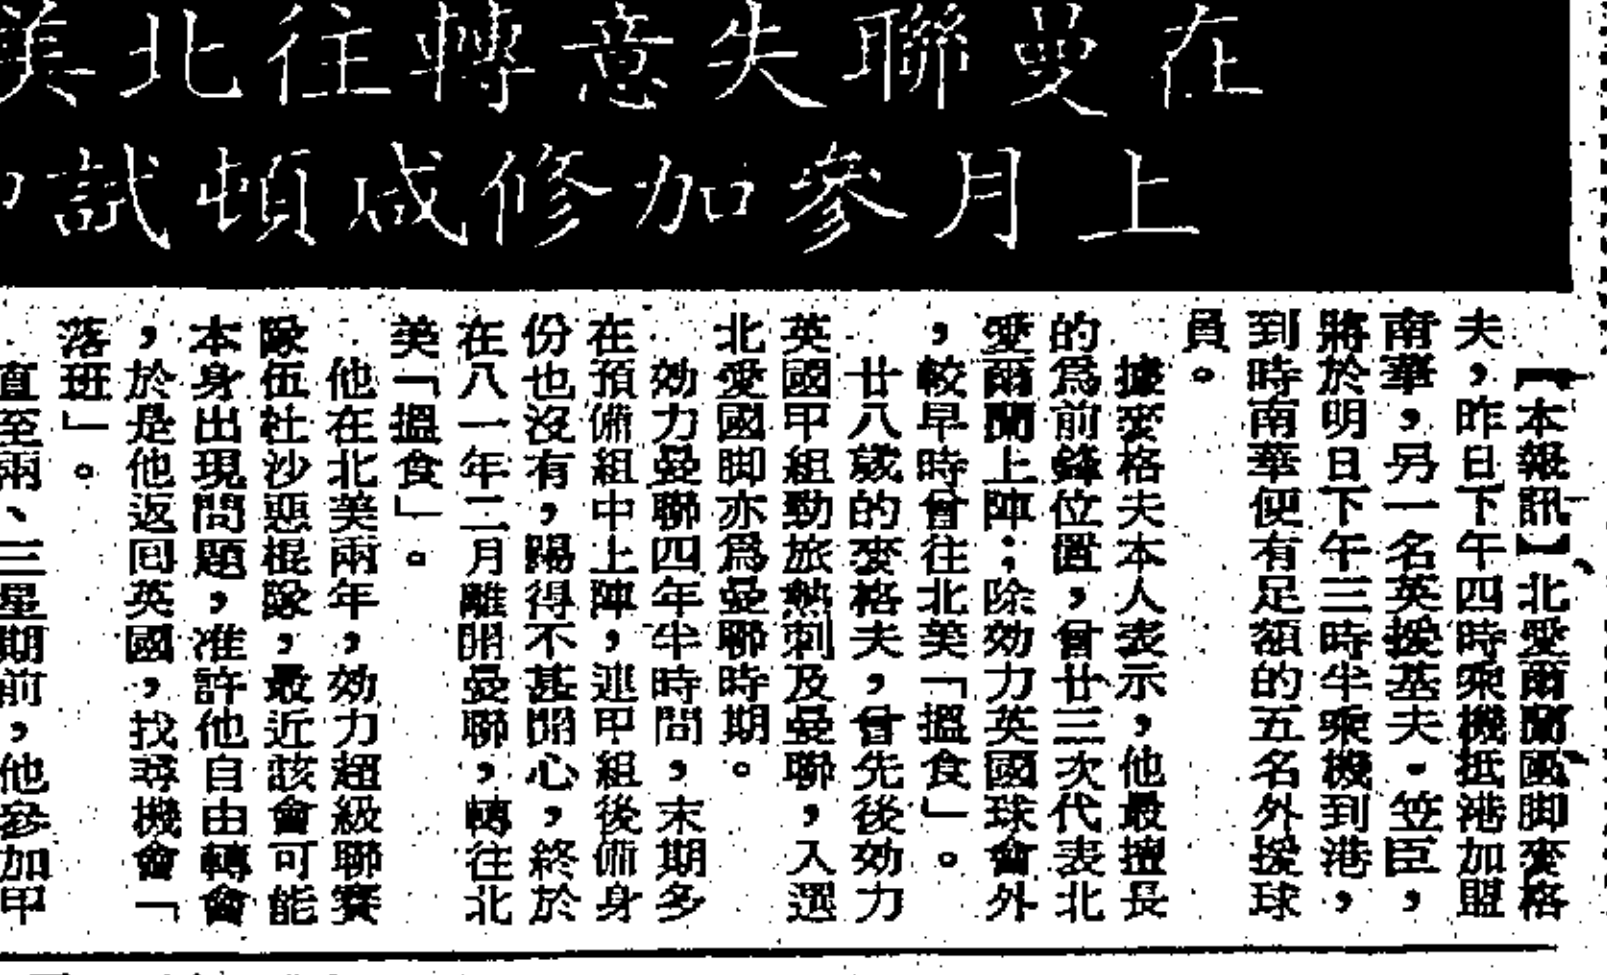 在曼聯失意轉往北美
上月參加修咸頓試
【本報訊】北愛爾蘭國脚麥格
夫，昨日下午四時乘機抵港加盟
南華，另一名英援基夫．笠臣，
將於明日下午三時半乘機到港，
到時南華便有足額的五名外援球
員。
據麥格夫本人表示，他最擅長
的為前鋒位置，曾廿三次代表北
愛爾蘭上陣；除効力英國球會外
，較早時曾往北美「搵食」。
廿八歲的麥格夫，曾先後効力
英國甲組勁旅熱刺及曼聯，入選
北愛國脚亦為曼聯時期。
効力曼聯四年半時間，末期多
在預備組中上陣，連甲組後備身
份也沒有，踢得不甚開心，終於
在八一年二月離開曼聯，轉往北
美「搵食」。
他在北美兩年，効力超級聯賽
隊伍社沙惡棍隊，最近該會可能
本身出現問題，准許他自由轉會
，於是他返囘英國，找尋機會「
落班」。
直至兩、三星期前，他參加甲